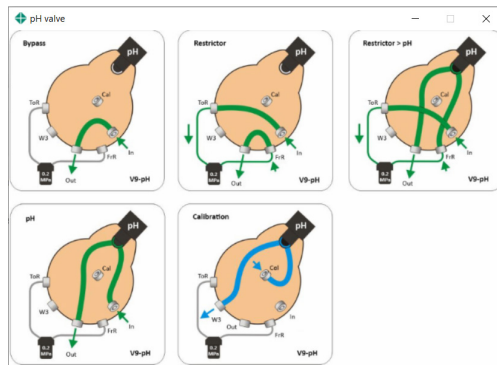 pH valve
Bypass
pH
ToR
Cal
W3
In
Out
FrR
0.2
MPa
V9-pH
Restrictor
pH
ToR
Cal
W3
In
Out
FrR
0.2
MPa
V9-pH
Restrictor > pH
pH
ToR
Cal
W3
In
Out
FrR
0.2
MPa
V9-pH
pH
pH
ToR
Cal
W3
In
Out
FrR
0.2
MPa
V9-pH
Calibration
pH
ToR
Cal
W3
In
Out
FrR
0.2
MPa
V9-pH